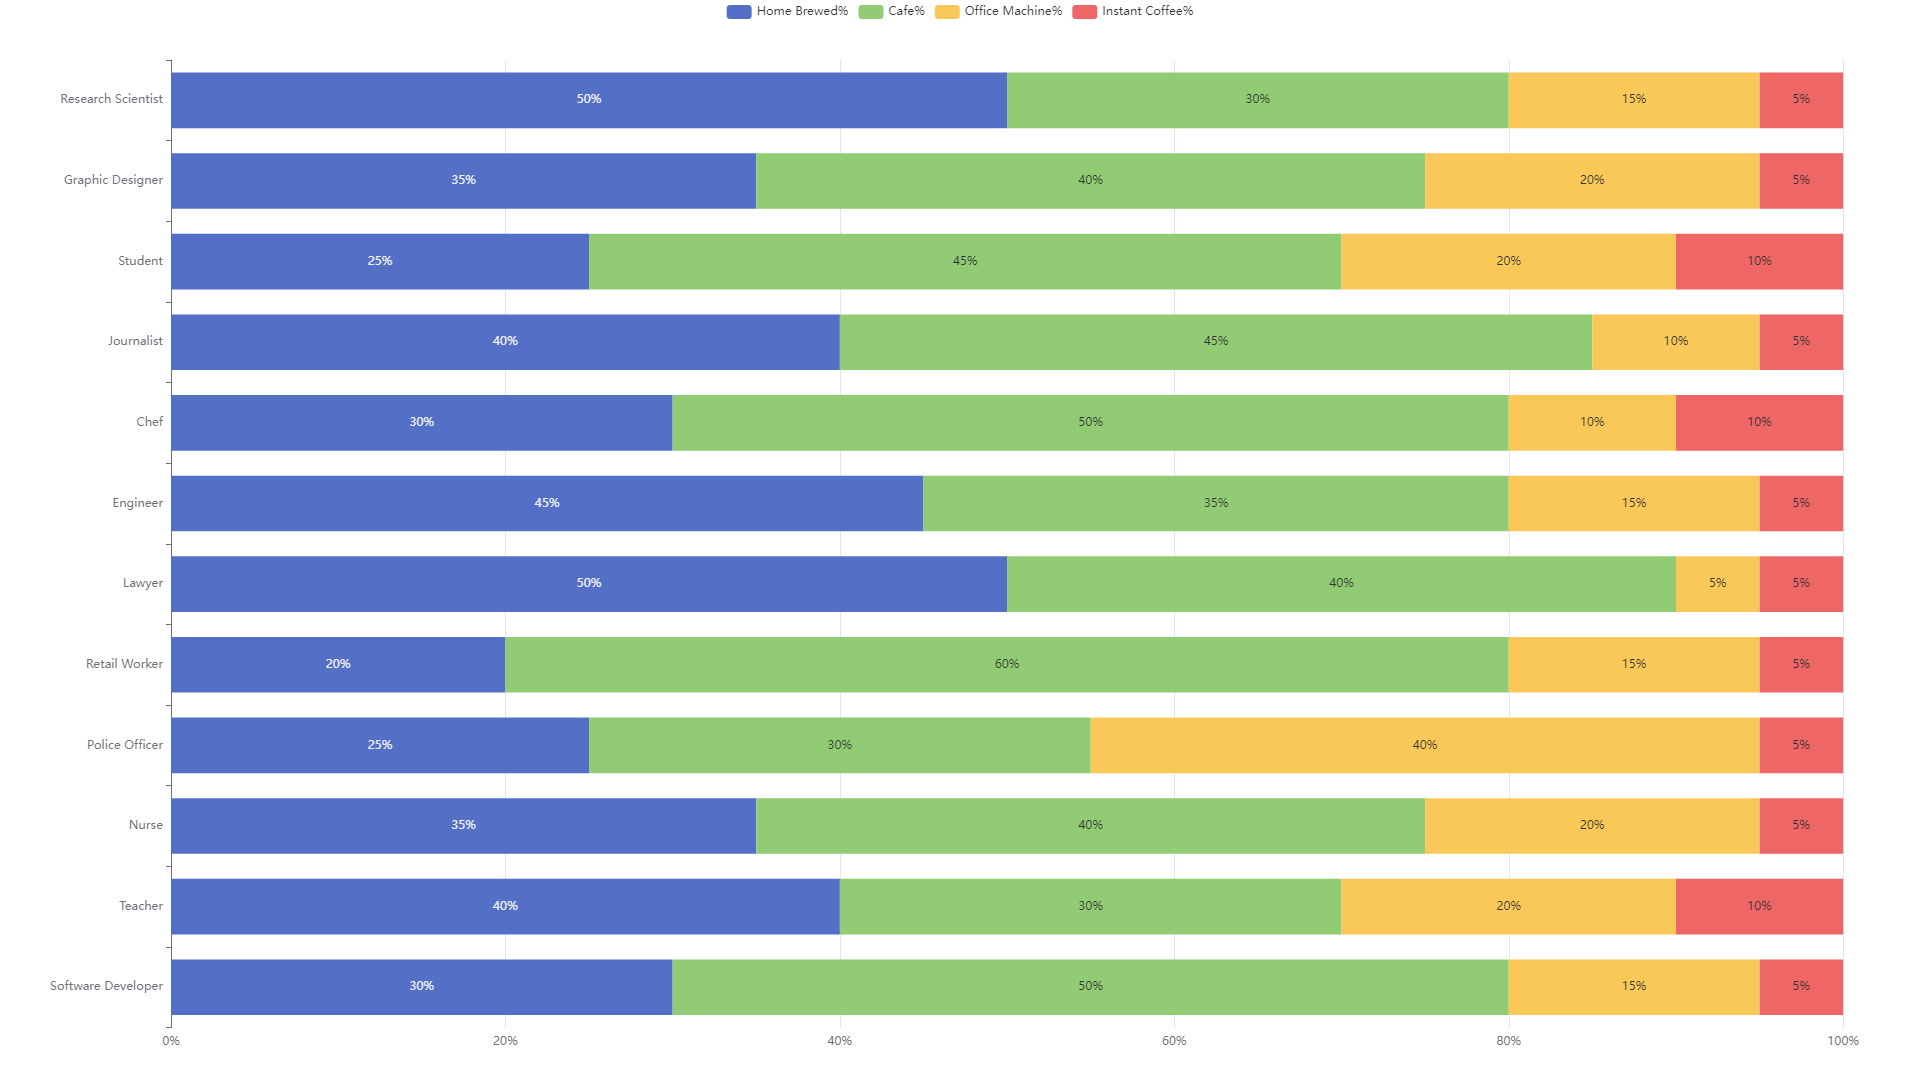 Home Brewed% Cafe% Office Machine% Instant Coffee%
Research Scientist 50% 30% 15% 5%
Graphic Designer 35% 40% 20% 5%
Student 25% 45% 20% 10%
Journalist 40% 45% 10% 5%
Chef 30% 50% 10% 10%
Engineer 45% 35% 15% 5%
Lawyer 50% 40% 5% 5%
Retail Worker 20% 60% 15% 5%
Police Officer 25% 30% 40% 5%
Nurse 35% 40% 20% 5%
Teacher 40% 30% 20% 10%
Software Developer 30% 50% 15% 5%
0% 20% 40% 60% 80% 100%